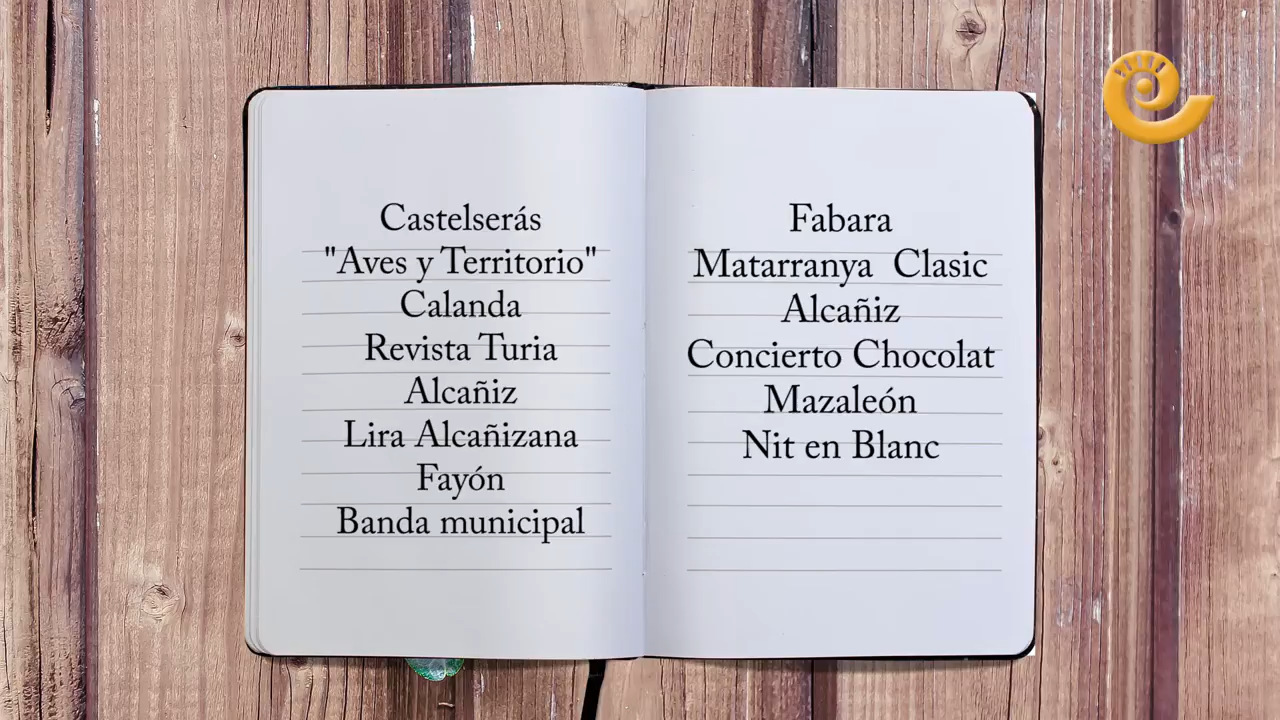 Castelserás
"Aves y Territorio"
Calanda
Revista Turia
Alcañiz
Lira Alcañizana
Fayón
Banda municipal
Fabara
Matarranya  Clasic
Alcañiz
Concierto Chocolat
Mazaleón
Nit en Blanc